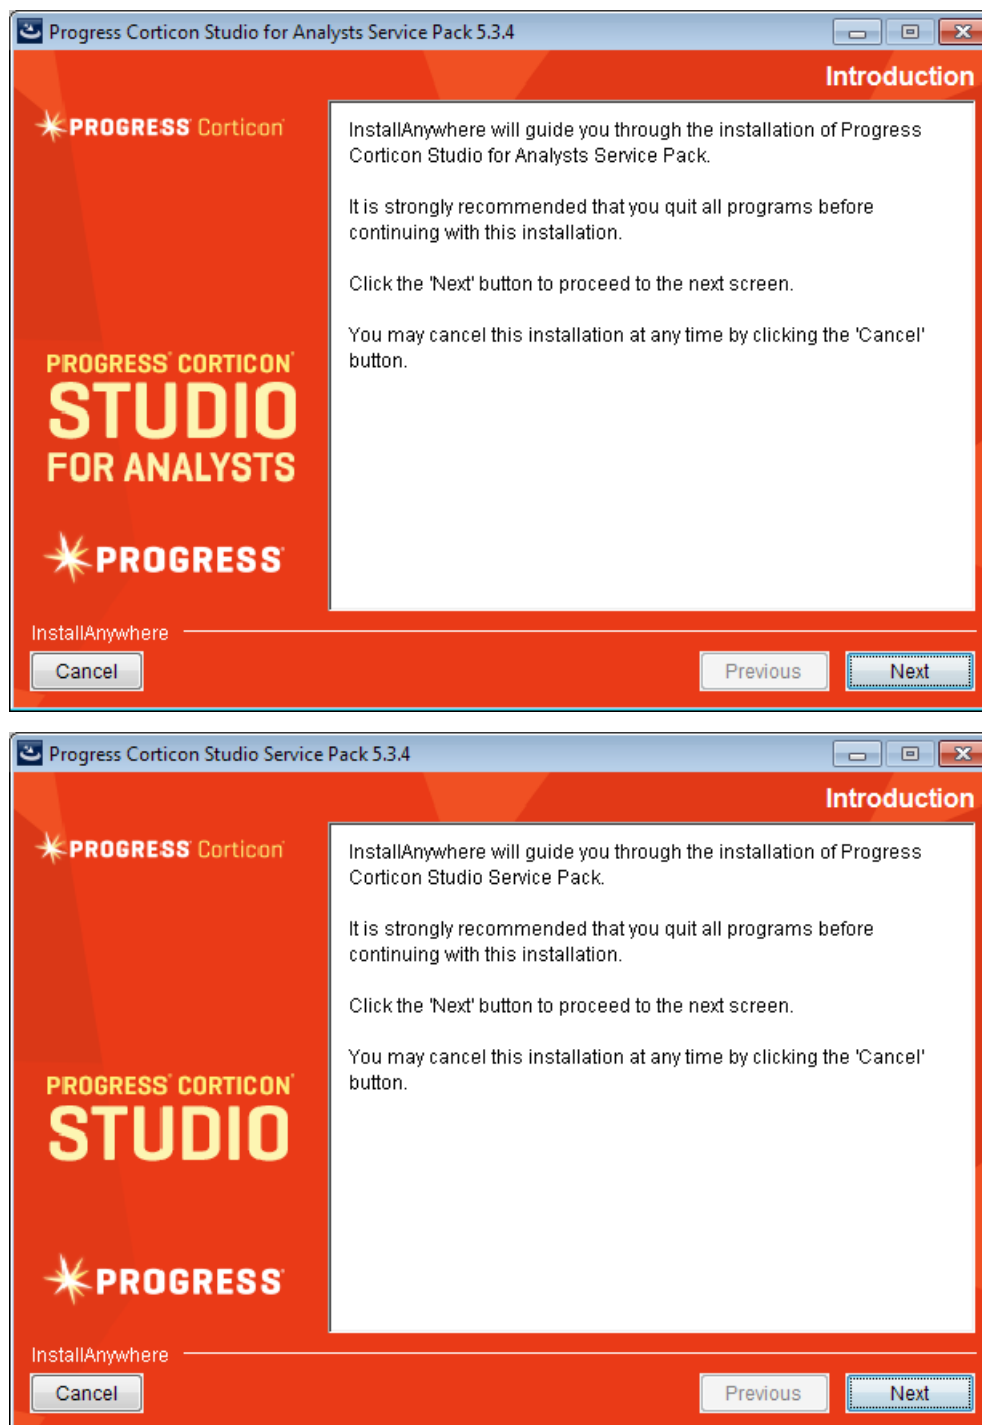 Progress Corticon Studio for Analysts Service Pack 5.3.4
Introduction
PROGRESS Corticon
InstallAnywhere will guide you through the installation of Progress
Corticon Studio for Analysts Service Pack.
It is strongly recommended that you quit all programs before
continuing with this installation.
Click the 'Next' button to proceed to the next screen.
You may cancel this installation at any time by clicking the 'Cancel'
button.
PROGRESS CORTICON
STUDIO
FOR ANALYSTS
PROGRESS
InstallAnywhere
Cancel
Previous
Next
Progress Corticon Studio Service Pack 5.3.4
Introduction
PROGRESS Corticon
InstallAnywhere will guide you through the installation of Progress
Corticon Studio Service Pack.
It is strongly recommended that you quit all programs before
continuing with this installation.
Click the 'Next' button to proceed to the next screen.
You may cancel this installation at any time by clicking the 'Cancel'
button.
PROGRESS CORTICON
STUDIO
PROGRESS
InstallAnywhere
Cancel
Previous
Next